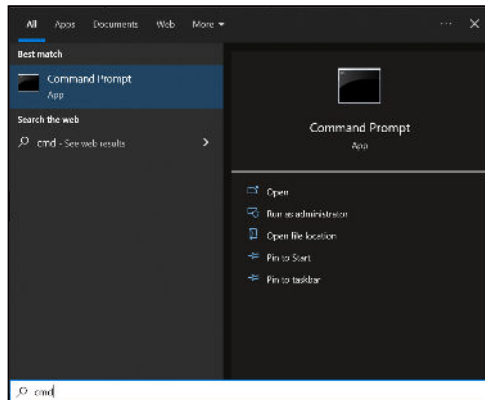 All Apps Documents Web More
Best match
Command Prompt
App
Search the web
cmd - See web results
Command Prompt
App
Open
Run as administrator
Open file location
Pin to Start
Pin to taskbar
cmd